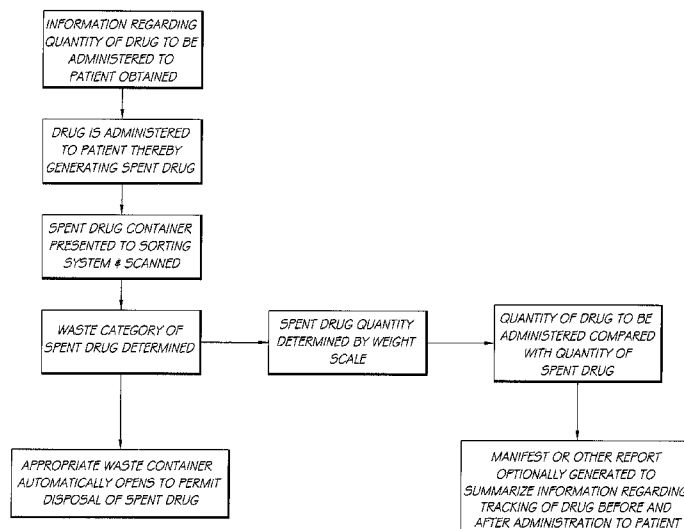 INFORMATION REGARDING
QUANTITY OF DRUG TO BE
ADMINISTERED TO
PATIENT OBTAINED
DRUG IS ADMINISTERED
TO PATIENT THEREBY
GENERATING SPENT DRUG
SPENT DRUG CONTAINER
PRESENTED TO SORTING
SYSTEM & SCANNED
WASTE CATEGORY OF
SPENT DRUG DETERMINED
SPENT DRUG QUANTITY
DETERMINED BY WEIGHT
SCALE
QUANTITY OF DRUG TO BE
ADMINISTERED COMPARED
WITH QUANTITY OF
SPENT DRUG
APPROPRIATE WASTE CONTAINER
AUTOMATICALLY OPENS TO PERMIT
DISPOSAL OF SPENT DRUG
MANIFEST OR OTHER REPORT
OPTIONALLY GENERATED TO
SUMMARIZE INFORMATION REGARDING
TRACKING OF DRUG BEFORE AND
AFTER ADMINISTRATION TO PATIENT